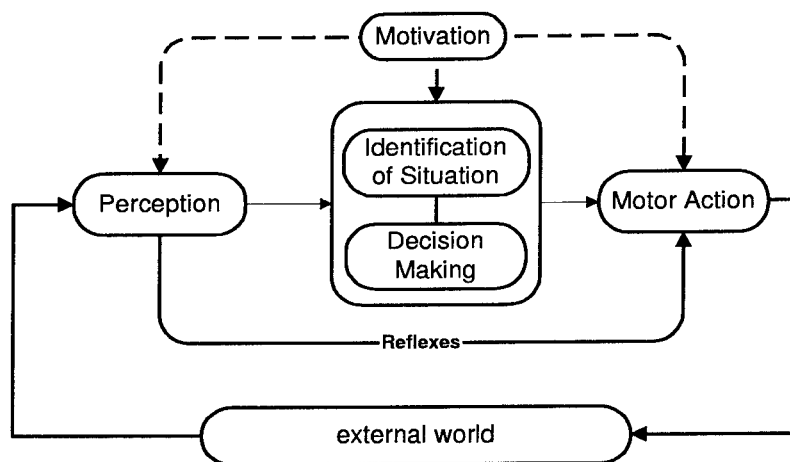 Motivation
Identification
of Situation
Perception
Motor Action
Decision
Making
Reflexes
external world